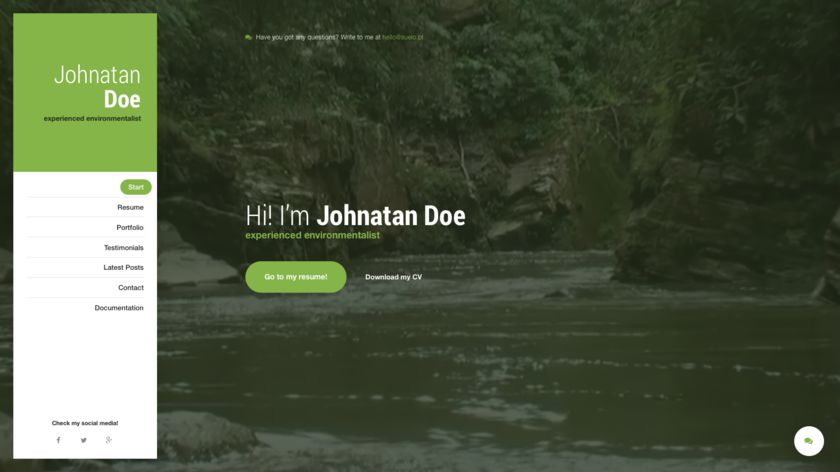 Johnatan
Doe
experienced environmentalist
Start
Resume
Portfolio
Testimonials
Latest Posts
Contact
Documentation
Check my social media!
Have you got any questions? Write to me at hello@suelo.pl
Hi! I'm Johnatan Doe
experienced environmentalist
Go to my resume!
Download my CV